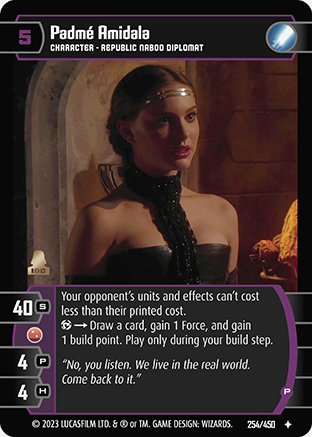 5
Padmé Amidala
CHARACTER - REPUBLIC NABOO DIPLOMAT
40 S
Your opponent's units and effects can't cost
less than their printed cost.
→ Draw a card, gain 1 Force, and gain
1 build point. Play only during your build step.
4 P
"No, you listen. We live in the real world.
4 H
Come back to it."
P
© 2023 LUCASFILM LTD. & ® or TM. GAME DESIGN: WIZARDS.
254/450